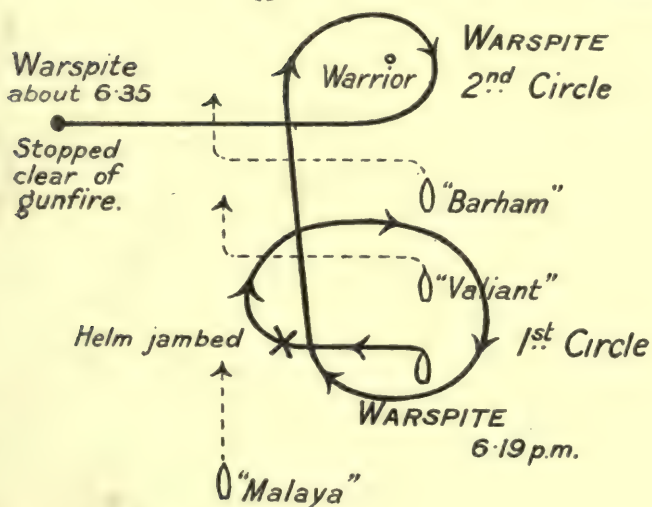 Warspite
about 6·35
Stopped
clear of
gunfire.
Warrior
WARSPITE
2nd Circle
"Barham"
"Valiant"
Helm jambed
1st Circle
WARSPITE
6·19 p.m.
"Malaya"